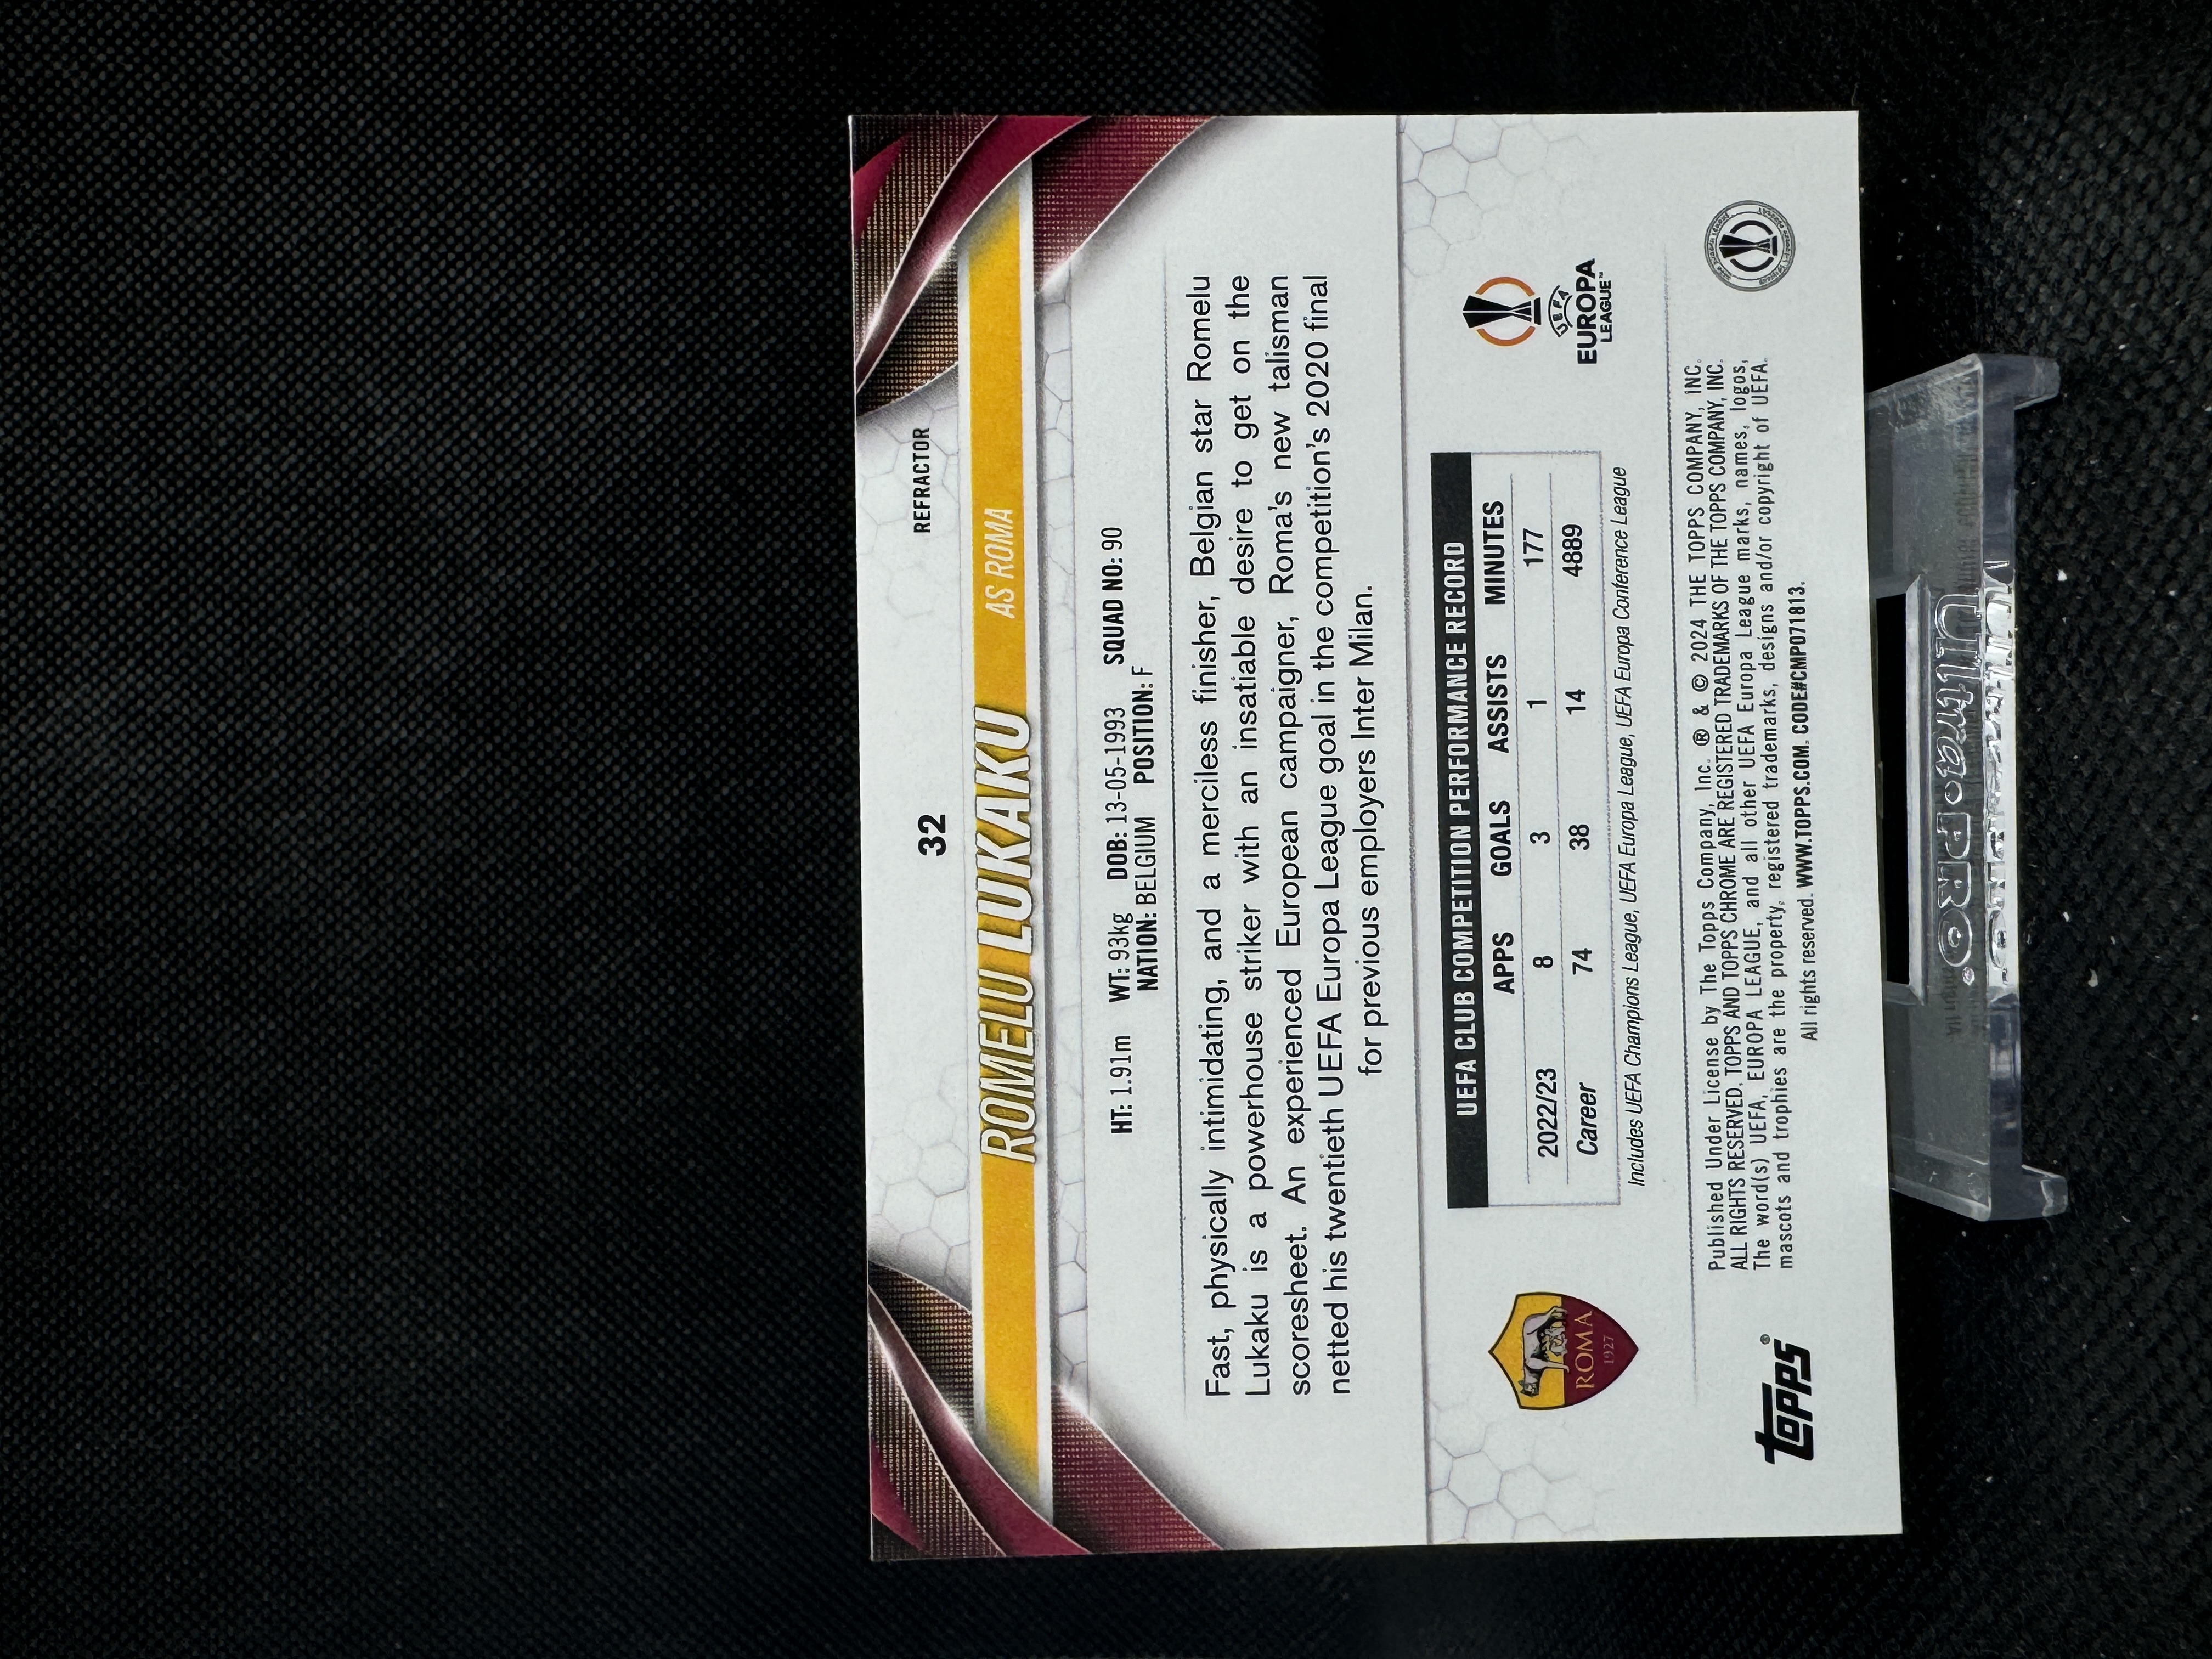 32
REFRACTOR
ROMELU LUKAKU
AS ROMA
HT: 1.91m WT: 93kg DOB: 13-05-1993 SQUAD NO: 90
NATION: BELGIUM POSITION: F
Fast, physically intimidating, and a merciless finisher, Belgian star Romelu
Lukaku is a powerhouse striker with an insatiable desire to get on the
scoresheet. An experienced European campaigner, Roma's new talisman
netted his twentieth UEFA Europa League goal in the competition's 2020 final
for previous employers Inter Milan.
ROMA
1927
UEFA CLUB COMPETITION PERFORMANCE RECORD
APPS GOALS ASSISTS MINUTES
2022/23 8 3 1 177
Career 74 38 14 4889
Includes UEFA Champions League, UEFA Europa League, UEFA Europa Conference League
UEFA
EUROPA
LEAGUE™
topps®
Published Under License by The Topps Company, Inc. ® & © 2024 THE TOPPS COMPANY, INC.
ALL RIGHTS RESERVED. TOPPS AND TOPPS CHROME ARE REGISTERED TRADEMARKS OF THE TOPPS COMPANY, INC.
The word(s) UEFA, EUROPA LEAGUE, and all other UEFA Europa League marks, names, logos,
mascots and trophies are the property, registered trademarks, designs and/or copyright of UEFA.
All rights reserved. WWW.TOPPS.COM. CODE#CMP071813.
Ultra•PRO